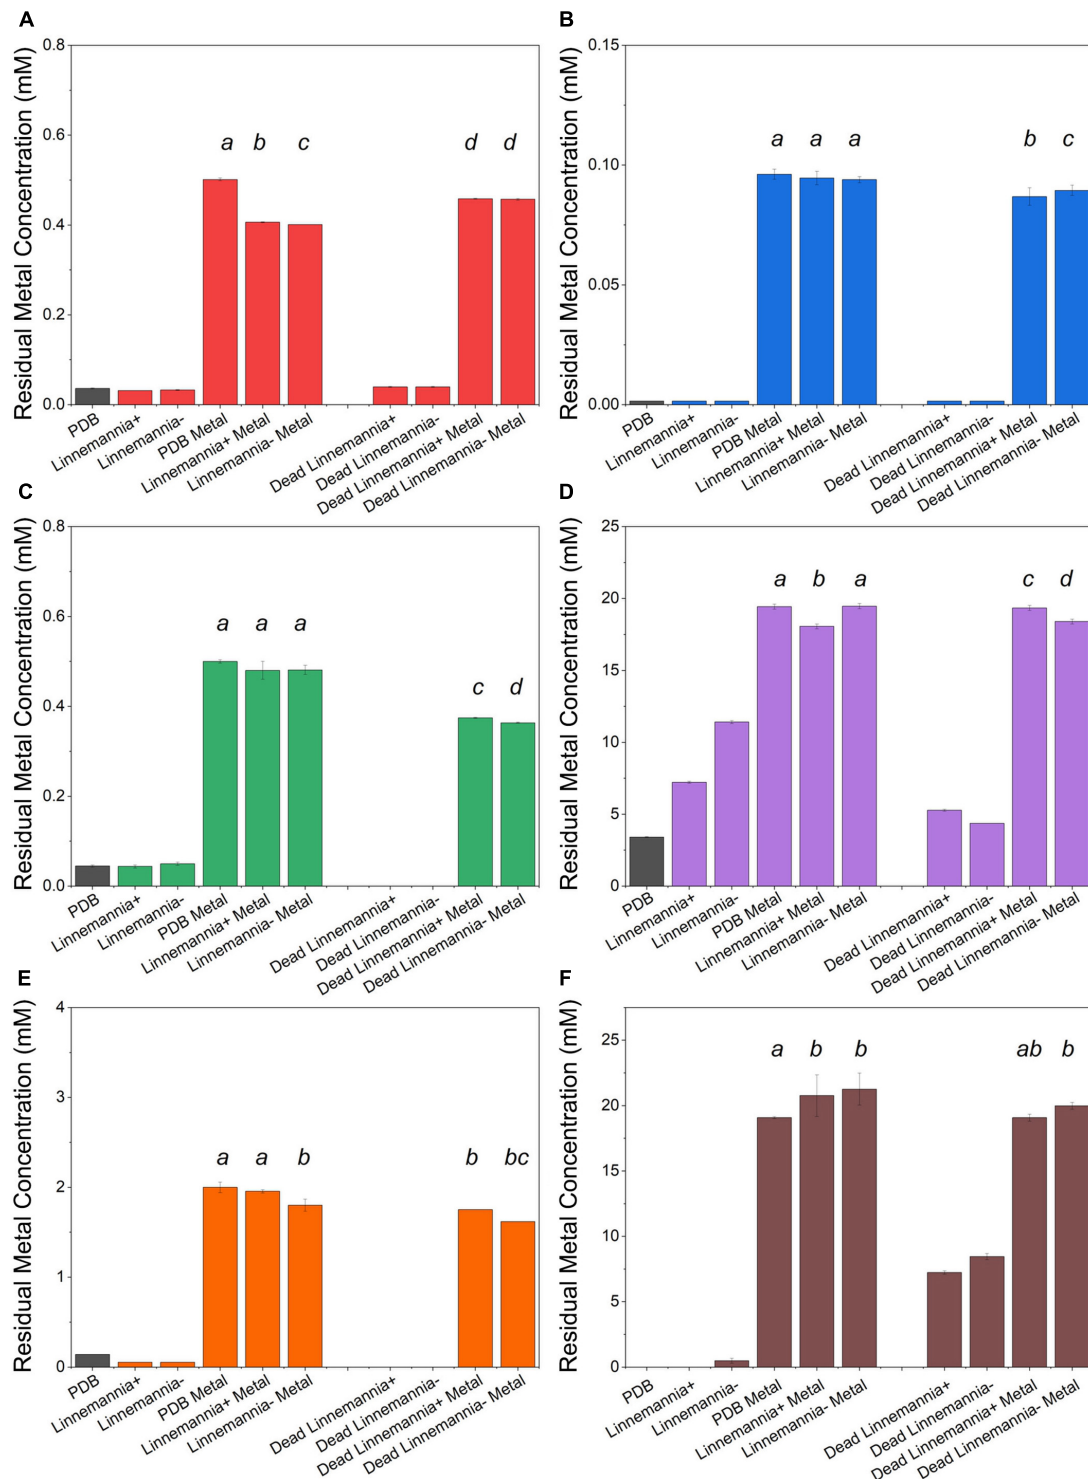 A
Residual Metal Concentration (mM)
0.8
0.6
0.4
0.2
0.0
a b c d d
PDB
Linnemannia+
Linnemannia-
PDB Metal
Linnemannia+ Metal
Linnemannia- Metal
Dead Linnemannia+
Dead Linnemannia-
Dead Linnemannia+ Metal
Dead Linnemannia- Metal
B
Residual Metal Concentration (mM)
0.15
0.10
0.05
0.00
a a a b c
PDB
Linnemannia+
Linnemannia-
PDB Metal
Linnemannia+ Metal
Linnemannia- Metal
Dead Linnemannia+
Dead Linnemannia-
Dead Linnemannia+ Metal
Dead Linnemannia- Metal
C
Residual Metal Concentration (mM)
0.8
0.6
0.4
0.2
0.0
a a a c d
PDB
Linnemannia+
Linnemannia-
PDB Metal
Linnemannia+ Metal
Linnemannia- Metal
Dead Linnemannia+
Dead Linnemannia-
Dead Linnemannia+ Metal
Dead Linnemannia- Metal
D
Residual Metal Concentration (mM)
25
20
15
10
5
0
a b a c d
PDB
Linnemannia+
Linnemannia-
PDB Metal
Linnemannia+ Metal
Linnemannia- Metal
Dead Linnemannia+
Dead Linnemannia-
Dead Linnemannia+ Metal
Dead Linnemannia- Metal
E
Residual Metal Concentration (mM)
4
3
2
1
0
a a b b bc
PDB
Linnemannia+
Linnemannia-
PDB Metal
Linnemannia+ Metal
Linnemannia- Metal
Dead Linnemannia+
Dead Linnemannia-
Dead Linnemannia+ Metal
Dead Linnemannia- Metal
F
Residual Metal Concentration (mM)
25
20
15
10
5
0
a b b ab b
PDB
Linnemannia+
Linnemannia-
PDB Metal
Linnemannia+ Metal
Linnemannia- Metal
Dead Linnemannia+
Dead Linnemannia-
Dead Linnemannia+ Metal
Dead Linnemannia- Metal